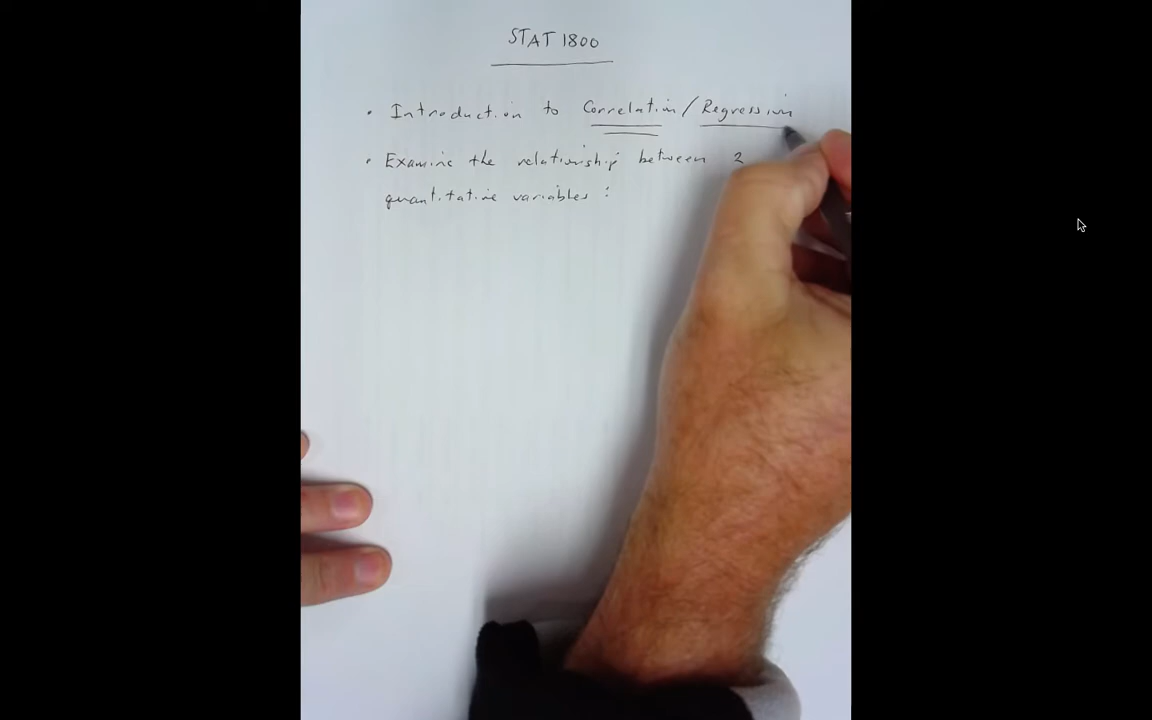 STAT 1800
• Introduction to Correlation/Regression
• Examine the relationship between 2
quantitative variables :